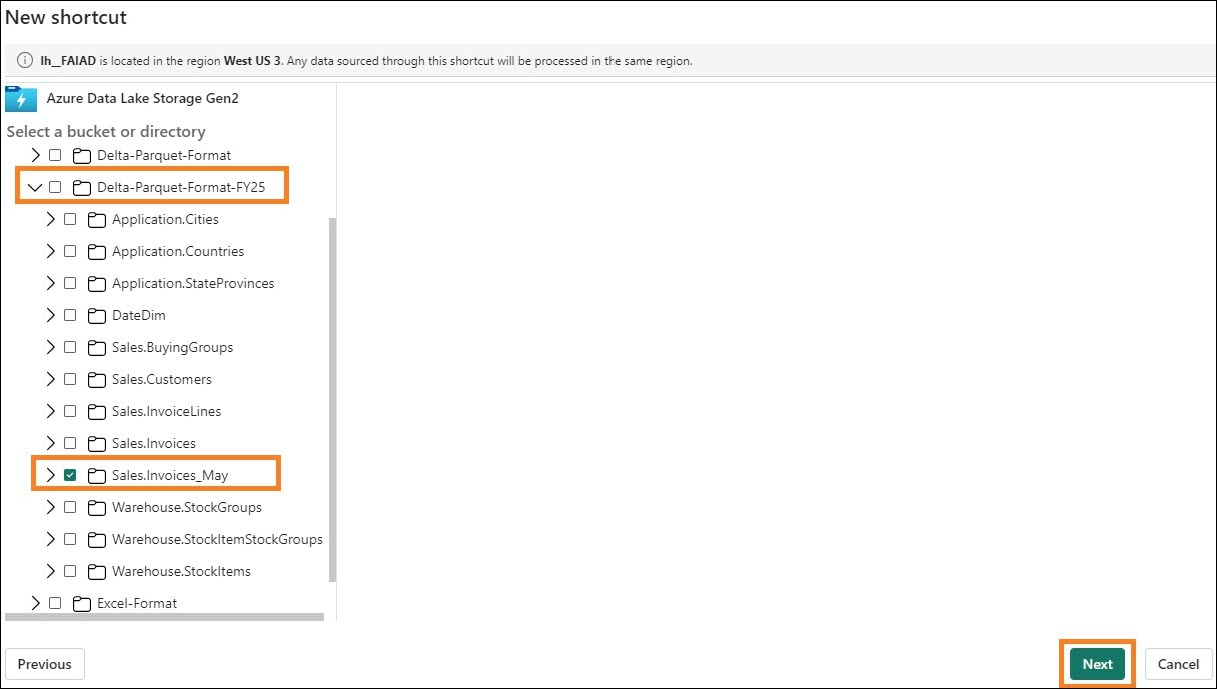 New shortcut
lh_FAIAD is located in the region West US 3. Any data sourced through this shortcut will be processed in the same region.
Azure Data Lake Storage Gen2
Select a bucket or directory
Delta-Parquet-Format
Delta-Parquet-Format-FY25
Application.Cities
Application.Countries
Application.StateProvinces
DateDim
Sales.BuyingGroups
Sales.Customers
Sales.InvoiceLines
Sales.Invoices
Sales.Invoices_May
Warehouse.StockGroups
Warehouse.StockItemStockGroups
Warehouse.StockItems
Excel-Format
Previous
Next
Cancel